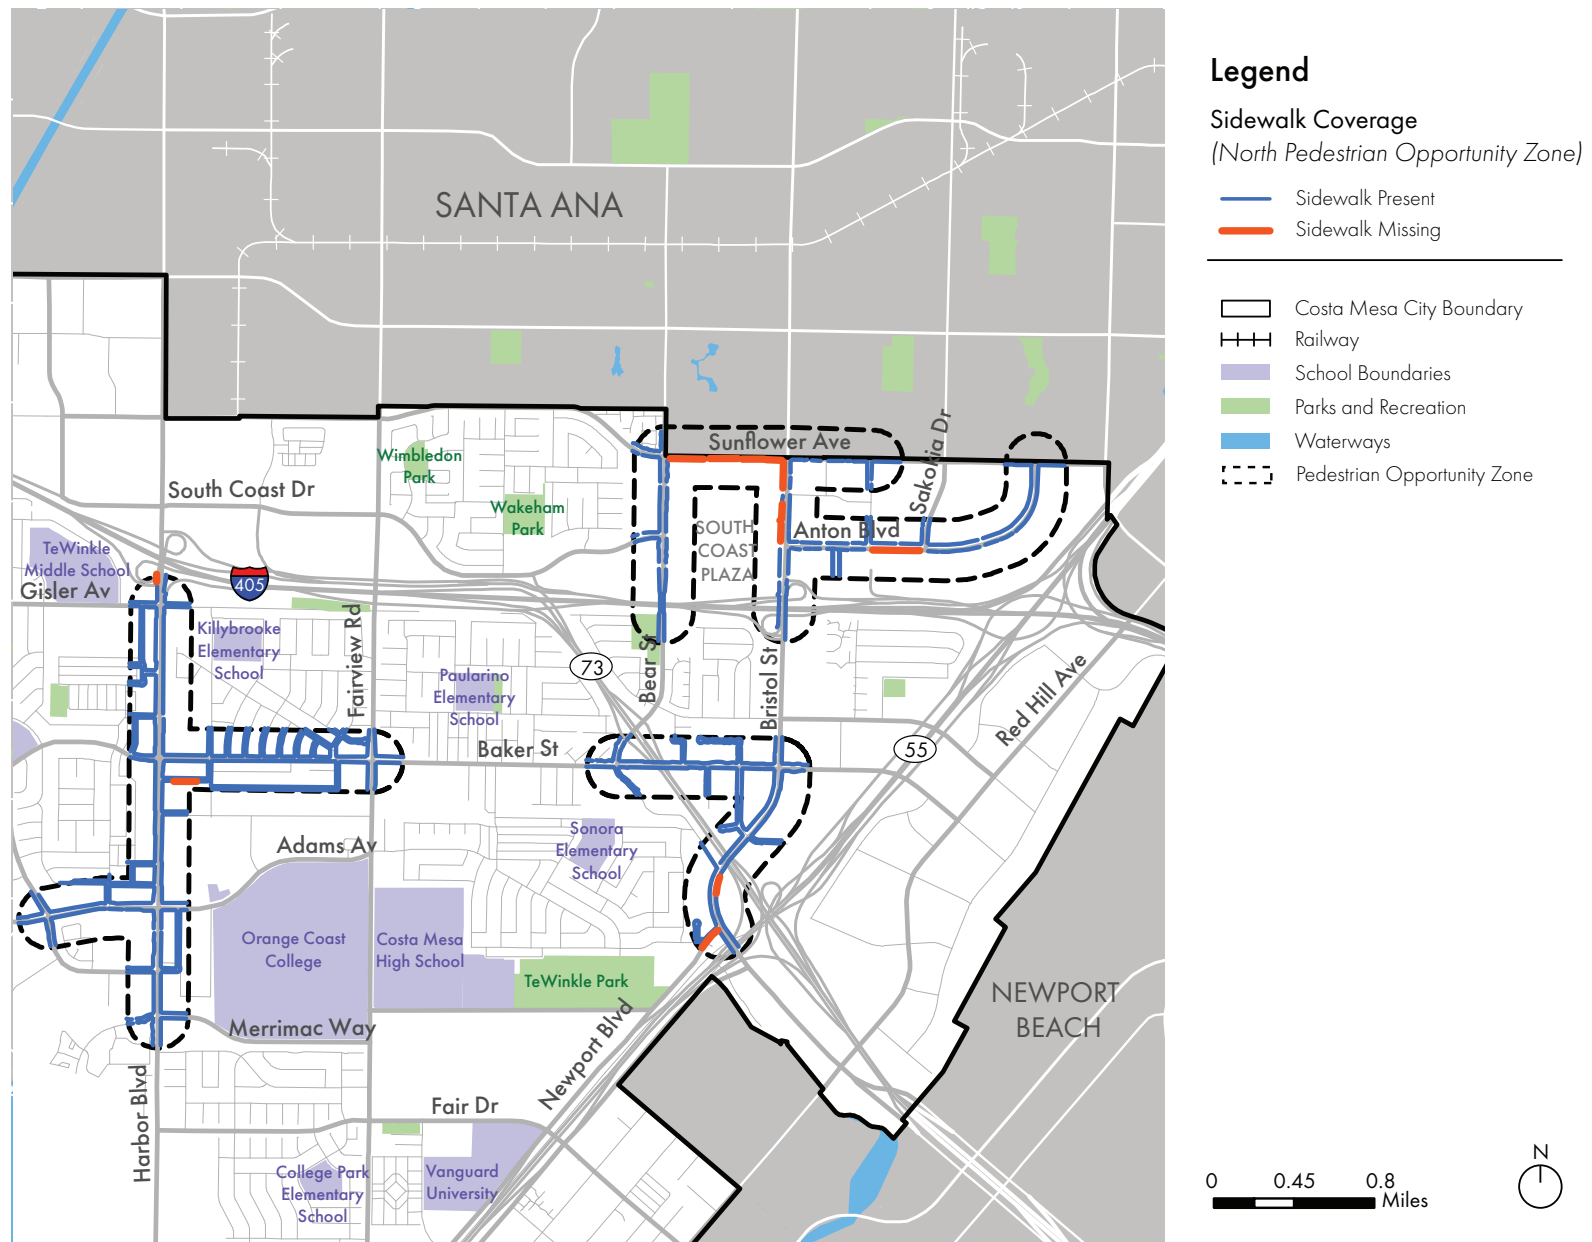 SANTA ANA
Sunflower Ave
Sakokia Dr
Wimbledon
Park
South Coast Dr
Wakeham
Park
SOUTH
COAST
PLAZA
Anton Blvd
TeWinkle
Middle School
Gisler Av
405
Killybrooke
Elementary
School
Fairview Rd
73
Bear St
Paularino
Elementary
School
Bristol St
Red Hill Ave
Baker St
55
Adams Av
Sonora
Elementary
School
Orange Coast
College
Costa Mesa
High School
TeWinkle Park
NEWPORT
BEACH
Merrimac Way
Newport Blvd
Harbor Blvd
Fair Dr
College Park
Elementary
School
Vanguard
University
Legend
Sidewalk Coverage
(North Pedestrian Opportunity Zone)
Sidewalk Present
Sidewalk Missing
Costa Mesa City Boundary
Railway
School Boundaries
Parks and Recreation
Waterways
Pedestrian Opportunity Zone
N
0 0.45 0.8
Miles